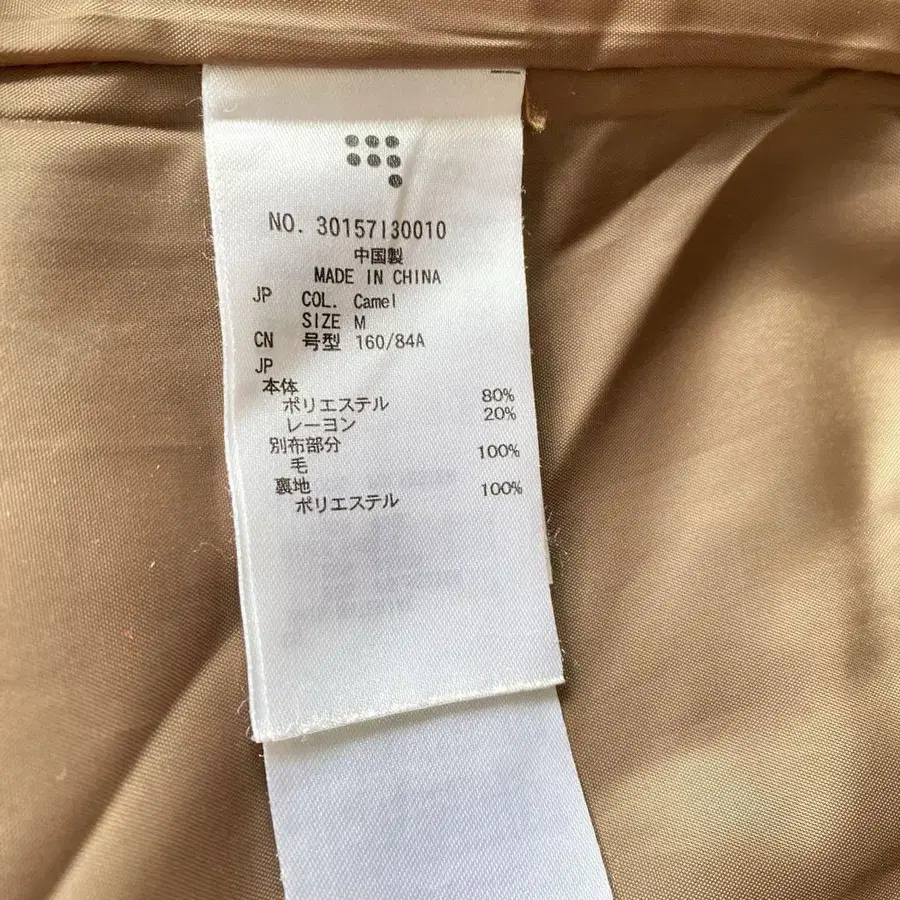 NO. 30157130010
中国製
MADE IN CHINA
JP COL. Camel
SIZE M
CN 号型 160/84A
JP
本体
ポリエステル 80%
レーヨン 20%
別布部分
毛 100%
裏地
ポリエステル 100%